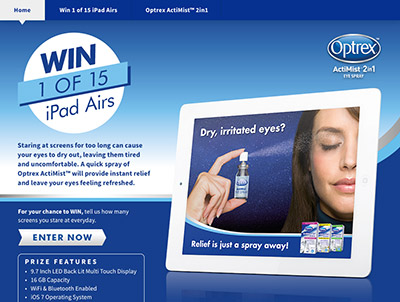 Home Win 1 of 15 iPad Airs Optrex ActiMist™ 2in1
WIN
1 OF 15
iPad Airs
Optrex
ActiMist™ 2in1
EYE SPRAY
Staring at screens for too long can cause
your eyes to dry out, leaving them tired
and uncomfortable. A quick spray of
Optrex ActiMist™ will provide instant relief
and leave your eyes feeling refreshed.
Dry, irritated eyes?
Relief is just a spray away!
For your chance to WIN, tell us how many
screens you stare at everyday.
ENTER NOW
PRIZE FEATURES
• 9.7 Inch LED Back Lit Multi Touch Display
• 16 GB Capacity
• WiFi & Bluetooth Enabled
• iOS 7 Operating System